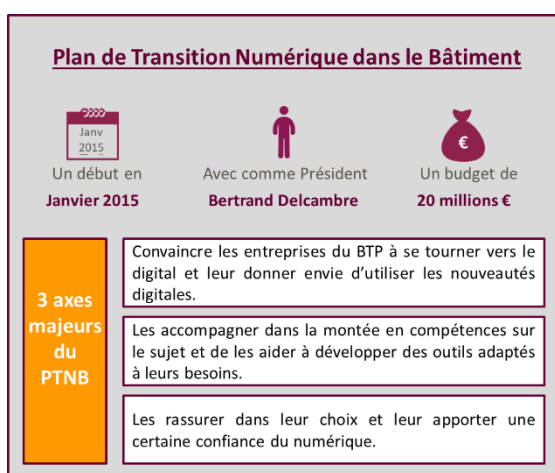 Plan de Transition Numérique dans le Bâtiment
Janv
2015
€
Un début en
Janvier 2015
Avec comme Président
Bertrand Delcambre
Un budget de
20 millions €
3 axes
majeurs
du
PTNB
Convaincre les entreprises du BTP à se tourner vers le
digital et leur donner envie d'utiliser les nouveautés
digitales.
Les accompagner dans la montée en compétences sur
le sujet et de les aider à développer des outils adaptés
à leurs besoins.
Les rassurer dans leur choix et leur apporter une
certaine confiance du numérique.